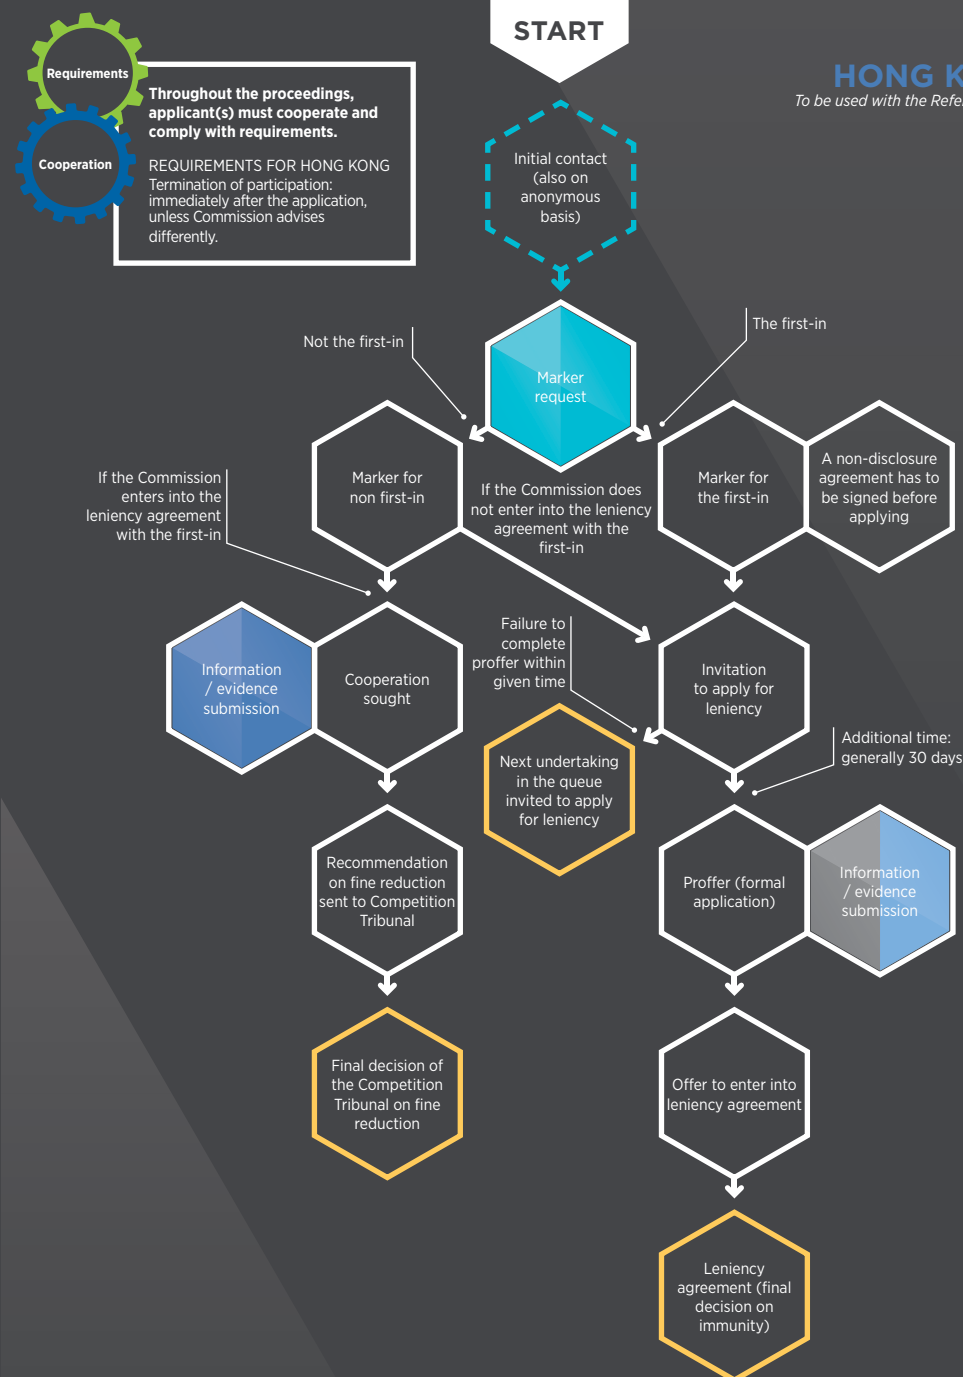 START
HONG K
To be used with the Refe
Requirements
Cooperation
Throughout the proceedings,
applicant(s) must cooperate and
comply with requirements.
REQUIREMENTS FOR HONG KONG
Termination of participation:
immediately after the application,
unless Commission advises
differently.
Initial contact
(also on
anonymous
basis)
Not the first-in
The first-in
Marker
request
Marker for
non first-in
If the Commission does
not enter into the leniency
agreement with the
first-in
Marker for
the first-in
A non-disclosure
agreement has to
be signed before
applying
If the Commission
enters into the
leniency agreement
with the first-in
Information
/ evidence
submission
Cooperation
sought
Failure to
complete
proffer within
given time
Invitation
to apply for
leniency
Next undertaking
in the queue
invited to apply
for leniency
Additional time:
generally 30 days
Recommendation
on fine reduction
sent to Competition
Tribunal
Proffer (formal
application)
Information
/ evidence
submission
Final decision of
the Competition
Tribunal on fine
reduction
Offer to enter into
leniency agreement
Leniency
agreement (final
decision on
immunity)